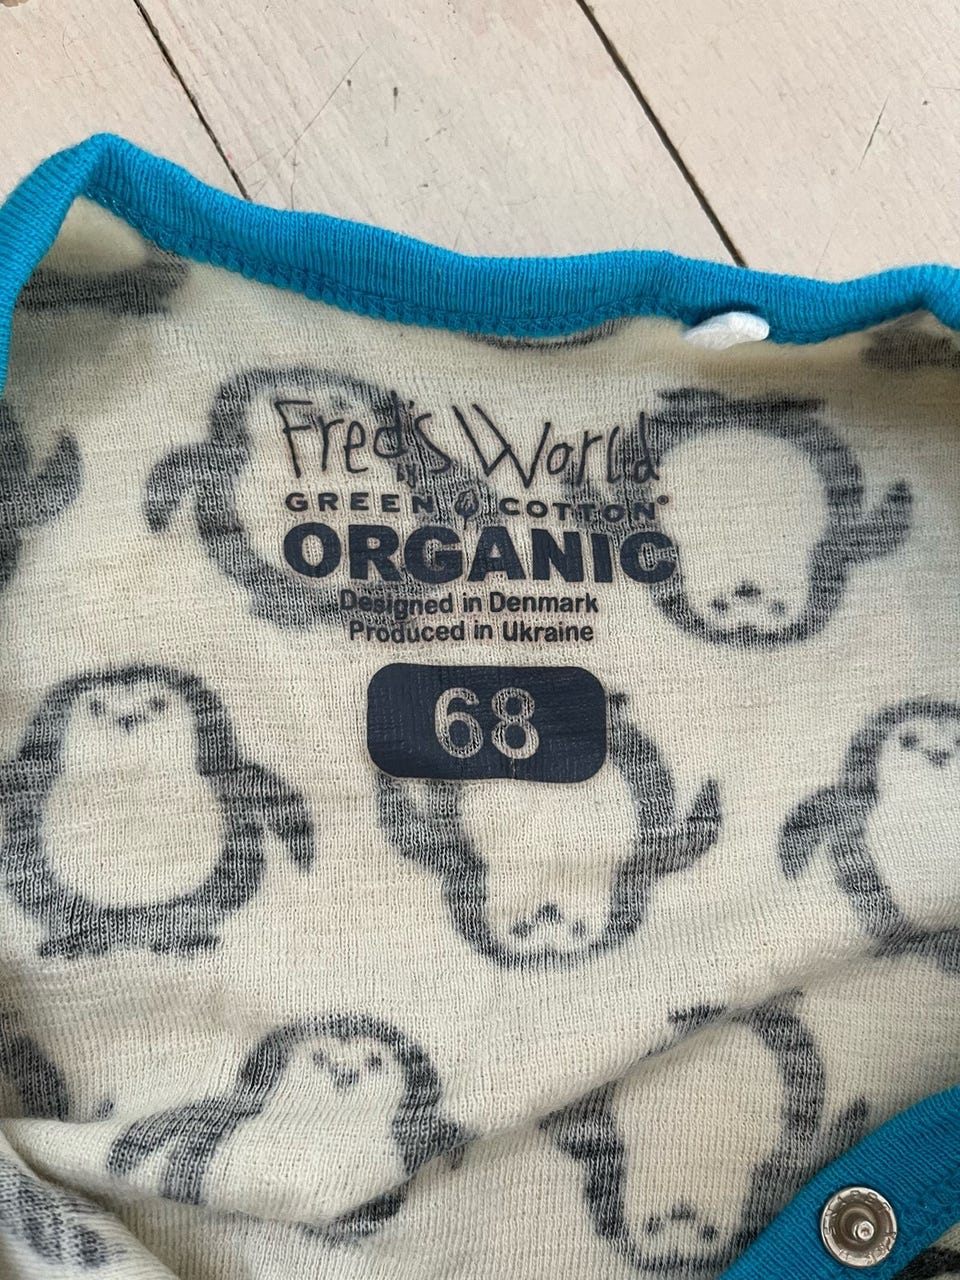 Fred's World
BY
GREEN COTTON®
ORGANIC
Designed in Denmark
Produced in Ukraine
68